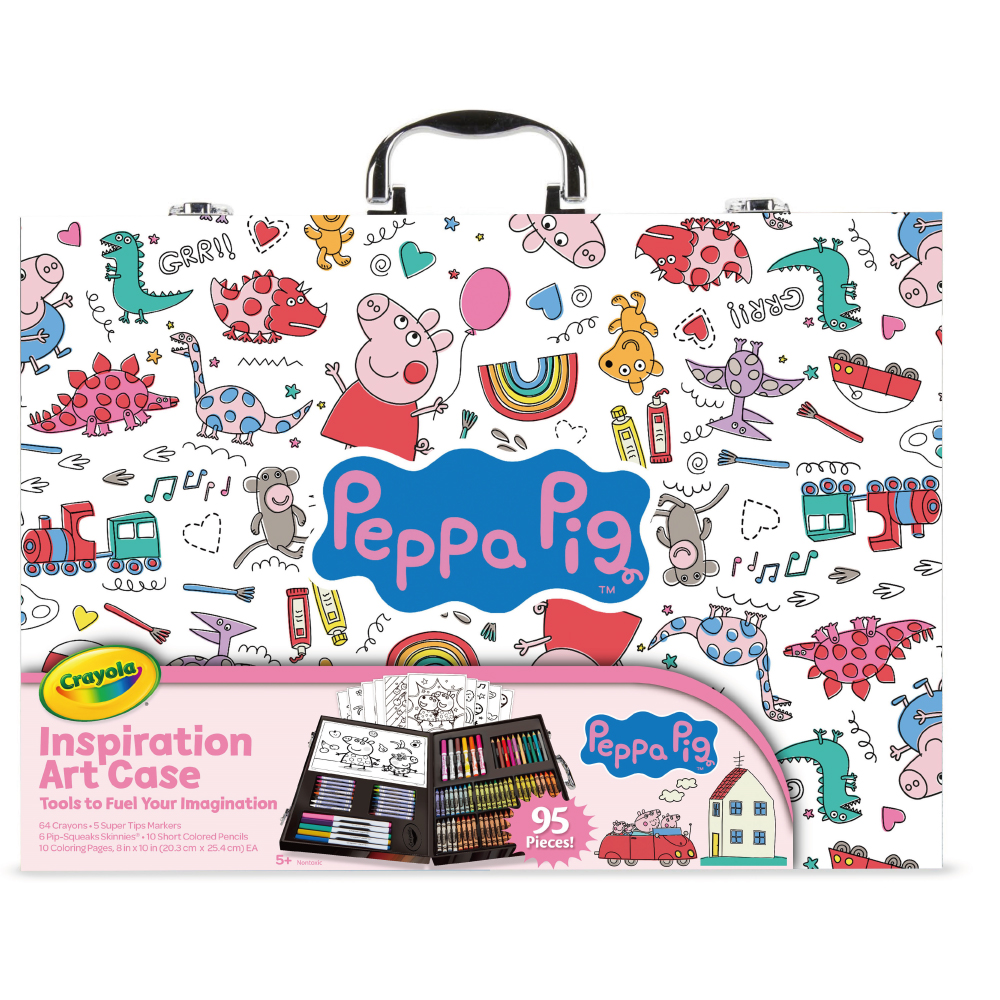 GRR!!
GRR!!
Peppa Pig
TM
Crayola
®
Inspiration
Art Case
Tools to Fuel Your Imagination
64 Crayons • 5 Super Tips Markers
6 Pip-Squeaks Skinnies® • 10 Short Colored Pencils
10 Coloring Pages, 8 in x 10 in (20.3 cm x 25.4 cm) EA
5+ Nontoxic
95
Pieces!
Peppa Pig
TM